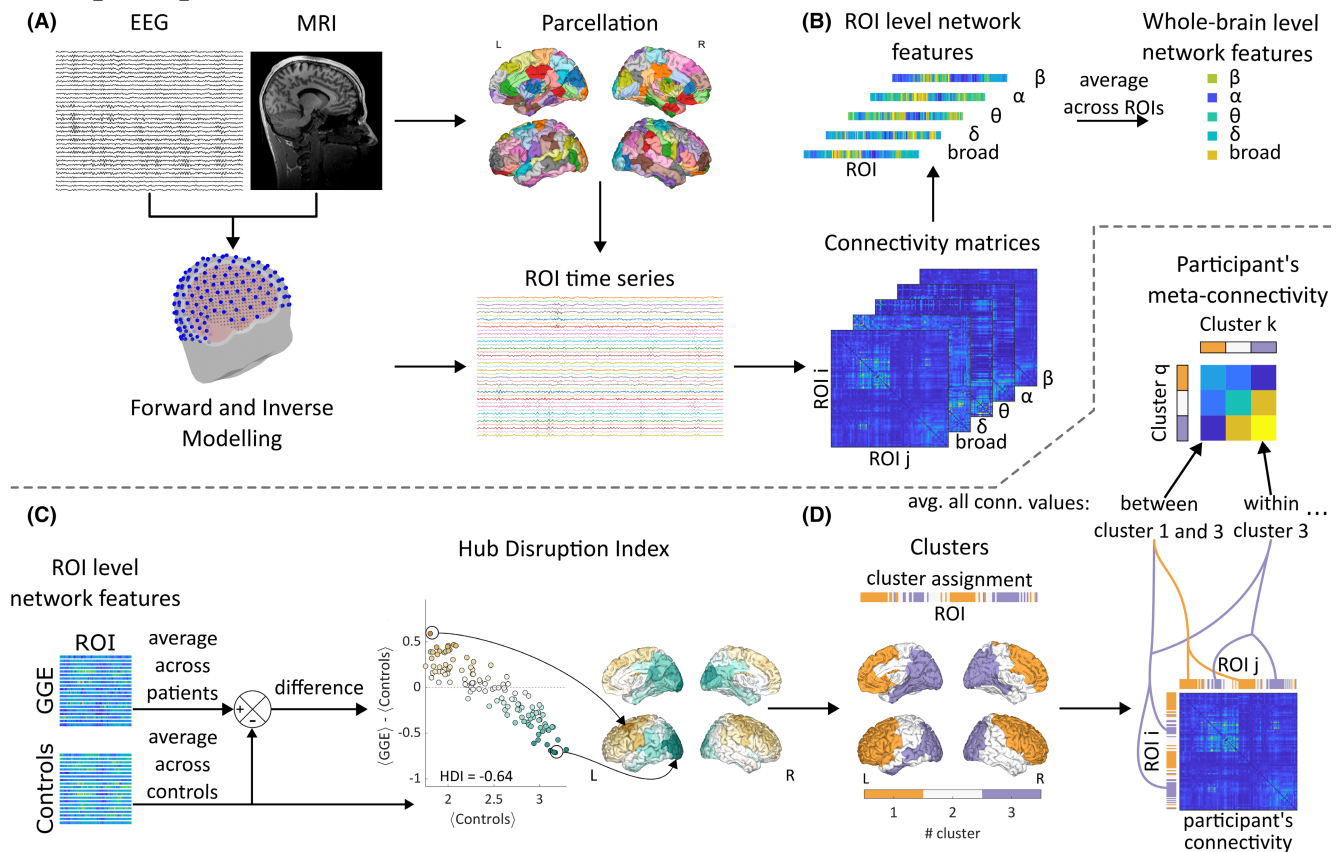 (A)
EEG
MRI
Parcellation
L
R
Forward and Inverse
Modelling
ROI time series
(B)
ROI level network
features
β
α
θ
δ
broad
ROI
average
across ROIs
Whole-brain level
network features
β
α
θ
δ
broad
Connectivity matrices
ROI i
ROI j
β
α
θ
δ
broad
(C)
ROI level
network features
ROI
GGE
Controls
average
across
patients
average
across
controls
+
-
difference
Hub Disruption Index
⟨GGE⟩ - ⟨Controls⟩
0.5
0
-0.5
-1
HDI = -0.64
2
2.5
3
⟨Controls⟩
L
R
(D)
Clusters
cluster assignment
ROI
L
R
1
2
3
# cluster
Participant's
meta-connectivity
Cluster k
Cluster q
avg. all conn. values:
between
cluster 1 and 3
within
cluster 3
...
ROI j
ROI i
participant's
connectivity